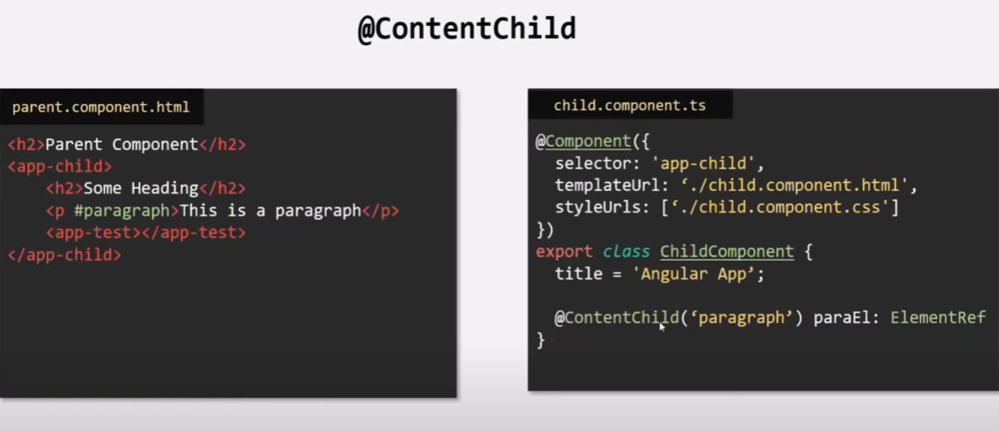 @ContentChild
parent.component.html
<h2>Parent Component</h2>
<app-child>
<h2>Some Heading</h2>
<p #paragraph>This is a paragraph</p>
<app-test></app-test>
</app-child>
child.component.ts
@Component({
selector: 'app-child',
templateUrl: ‘./child.component.html',
styleUrls: [‘./child.component.css']
})
export class ChildComponent {
title = 'Angular App’;
@ContentChild(‘paragraph’) paraEl: ElementRef
}